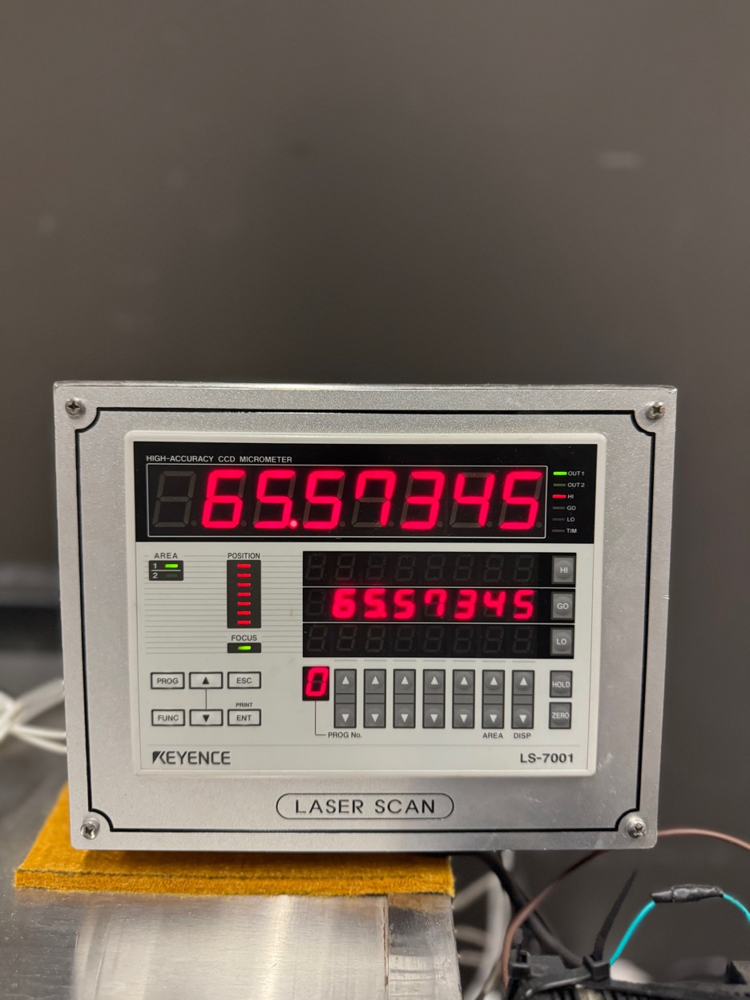 HIGH-ACCURACY CCD MICROMETER
65.57345
OUT1
OUT2
HI
GO
LO
TIM
AREA
1
2
POSITION
FOCUS
HI
65.57345
GO
LO
PROG ▲ ESC
PRINT
FUNC ▼ ENT
0
▲ ▲ ▲ ▲ ▲ ▲ ▲
▼ ▼ ▼ ▼ ▼ ▼ ▼
HOLD
ZERO
PROG No.
AREA DISP
KEYENCE
LS-7001
LASER SCAN